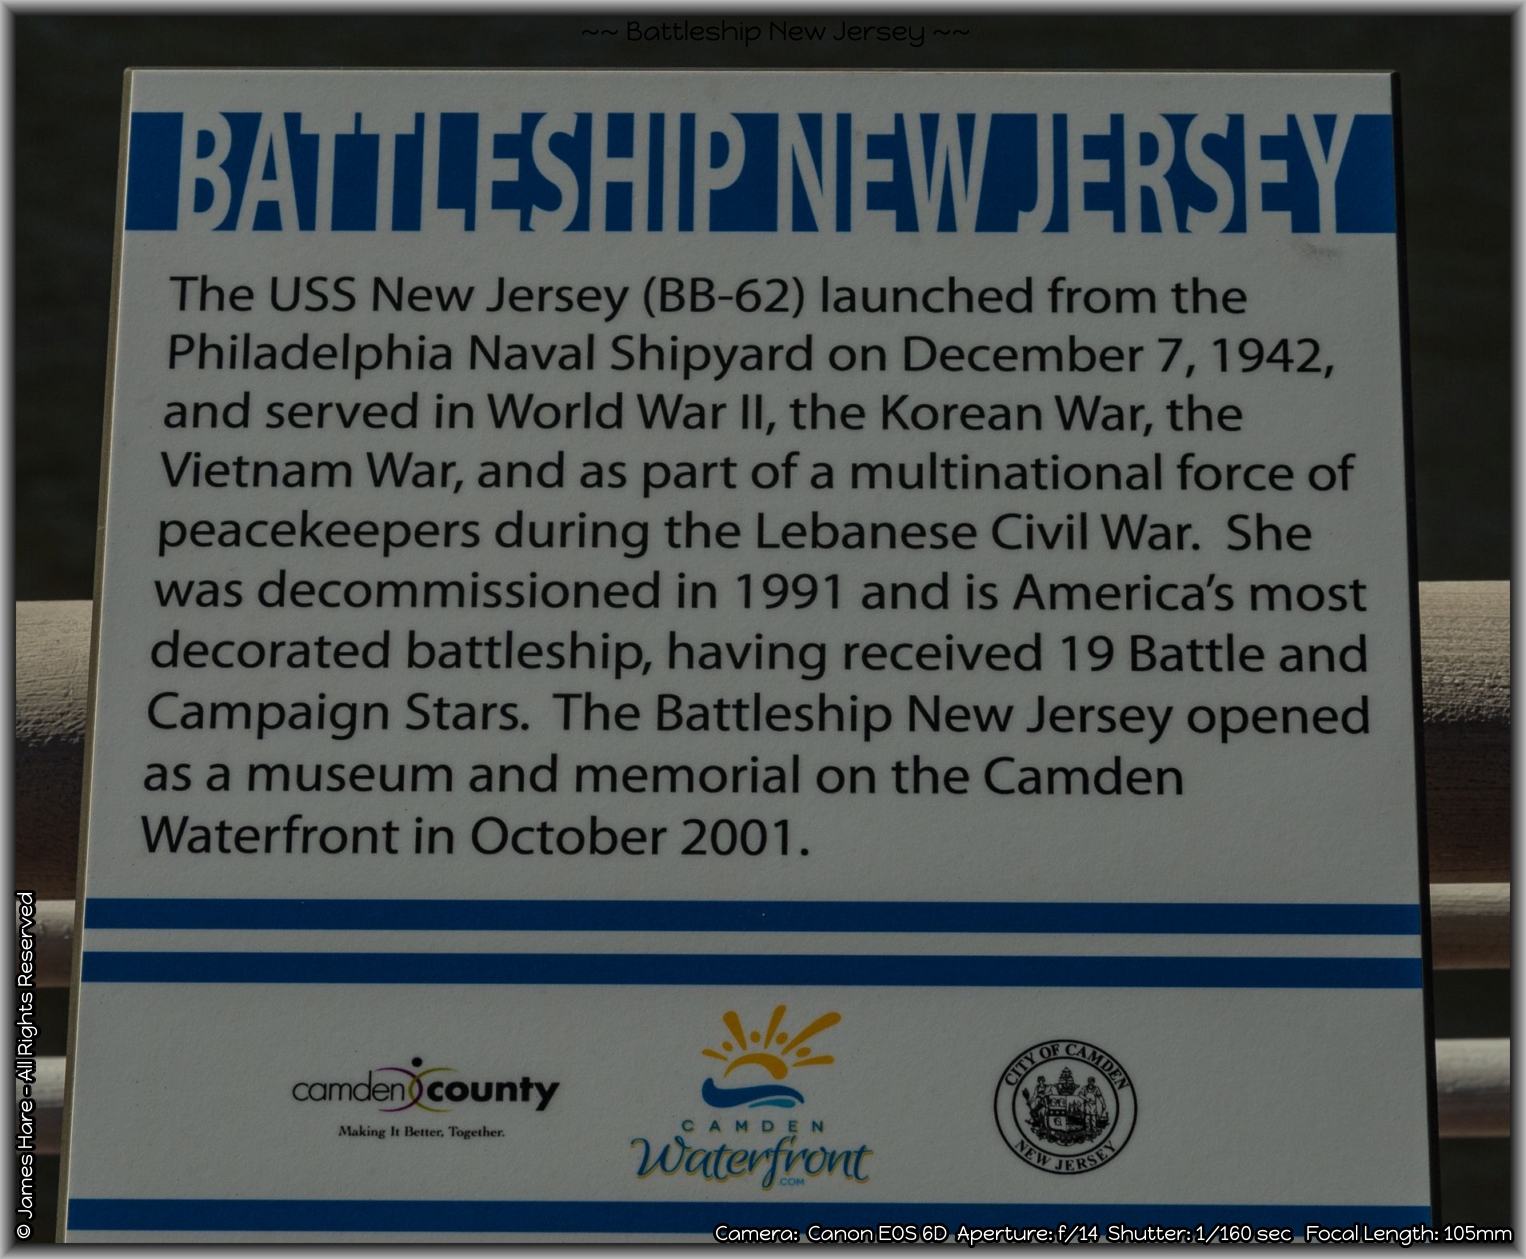 ~~ Battleship New Jersey ~~
BATTLESHIP NEW JERSEY
The USS New Jersey (BB-62) launched from the
Philadelphia Naval Shipyard on December 7, 1942,
and served in World War II, the Korean War, the
Vietnam War, and as part of a multinational force of
peacekeepers during the Lebanese Civil War.  She
was decommissioned in 1991 and is America’s most
decorated battleship, having received 19 Battle and
Campaign Stars.  The Battleship New Jersey opened
as a museum and memorial on the Camden
Waterfront in October 2001.
camden county
Making It Better, Together.
CAMDEN
Waterfront
.COM
CITY OF CAMDEN
NEW JERSEY
© James Hare - All Rights Reserved
Camera: Canon EOS 6D Aperture: f/14 Shutter: 1/160 sec Focal Length: 105mm